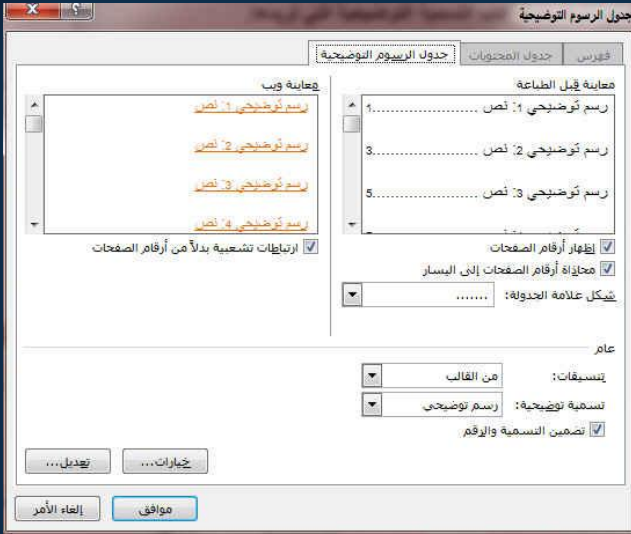 جدول الرسوم التوضيحية
فهرس
جدول المحتويات
جدول الرسوم التوضيحية
معاينة قبل الطباعة
رسم توضيحي 1: نص ....................1
رسم توضيحي 2: نص ....................3
رسم توضيحي 3: نص ....................5
إظهار أرقام الصفحات
محاذاة أرقام الصفحات إلى اليسار
شكل علامة الجدولة: .......
معاينة ويب
رسم توضيحي 1: نص
رسم توضيحي 2: نص
رسم توضيحي 3: نص
رسم توضيحي 4: نص
ارتباطات تشعبية بدلاً من أرقام الصفحات
عام
تنسيقات: من القالب
تسمية توضيحية: رسم توضيحي
تضمين التسمية والرقم
خيارات...
تعديل...
موافق
إلغاء الأمر